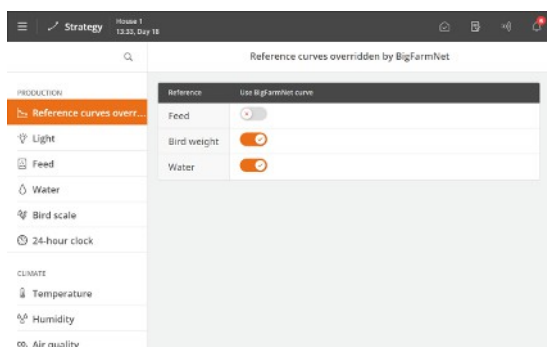 Strategy
House 1
13:33, Day 18
Reference curves overridden by BigFarmNet
PRODUCTION
Reference curves overr...
Light
Feed
Water
Bird scale
24-hour clock
CLIMATE
Temperature
Humidity
Air quality
Reference Use BigFarmNet curve
Feed
Bird weight
Water